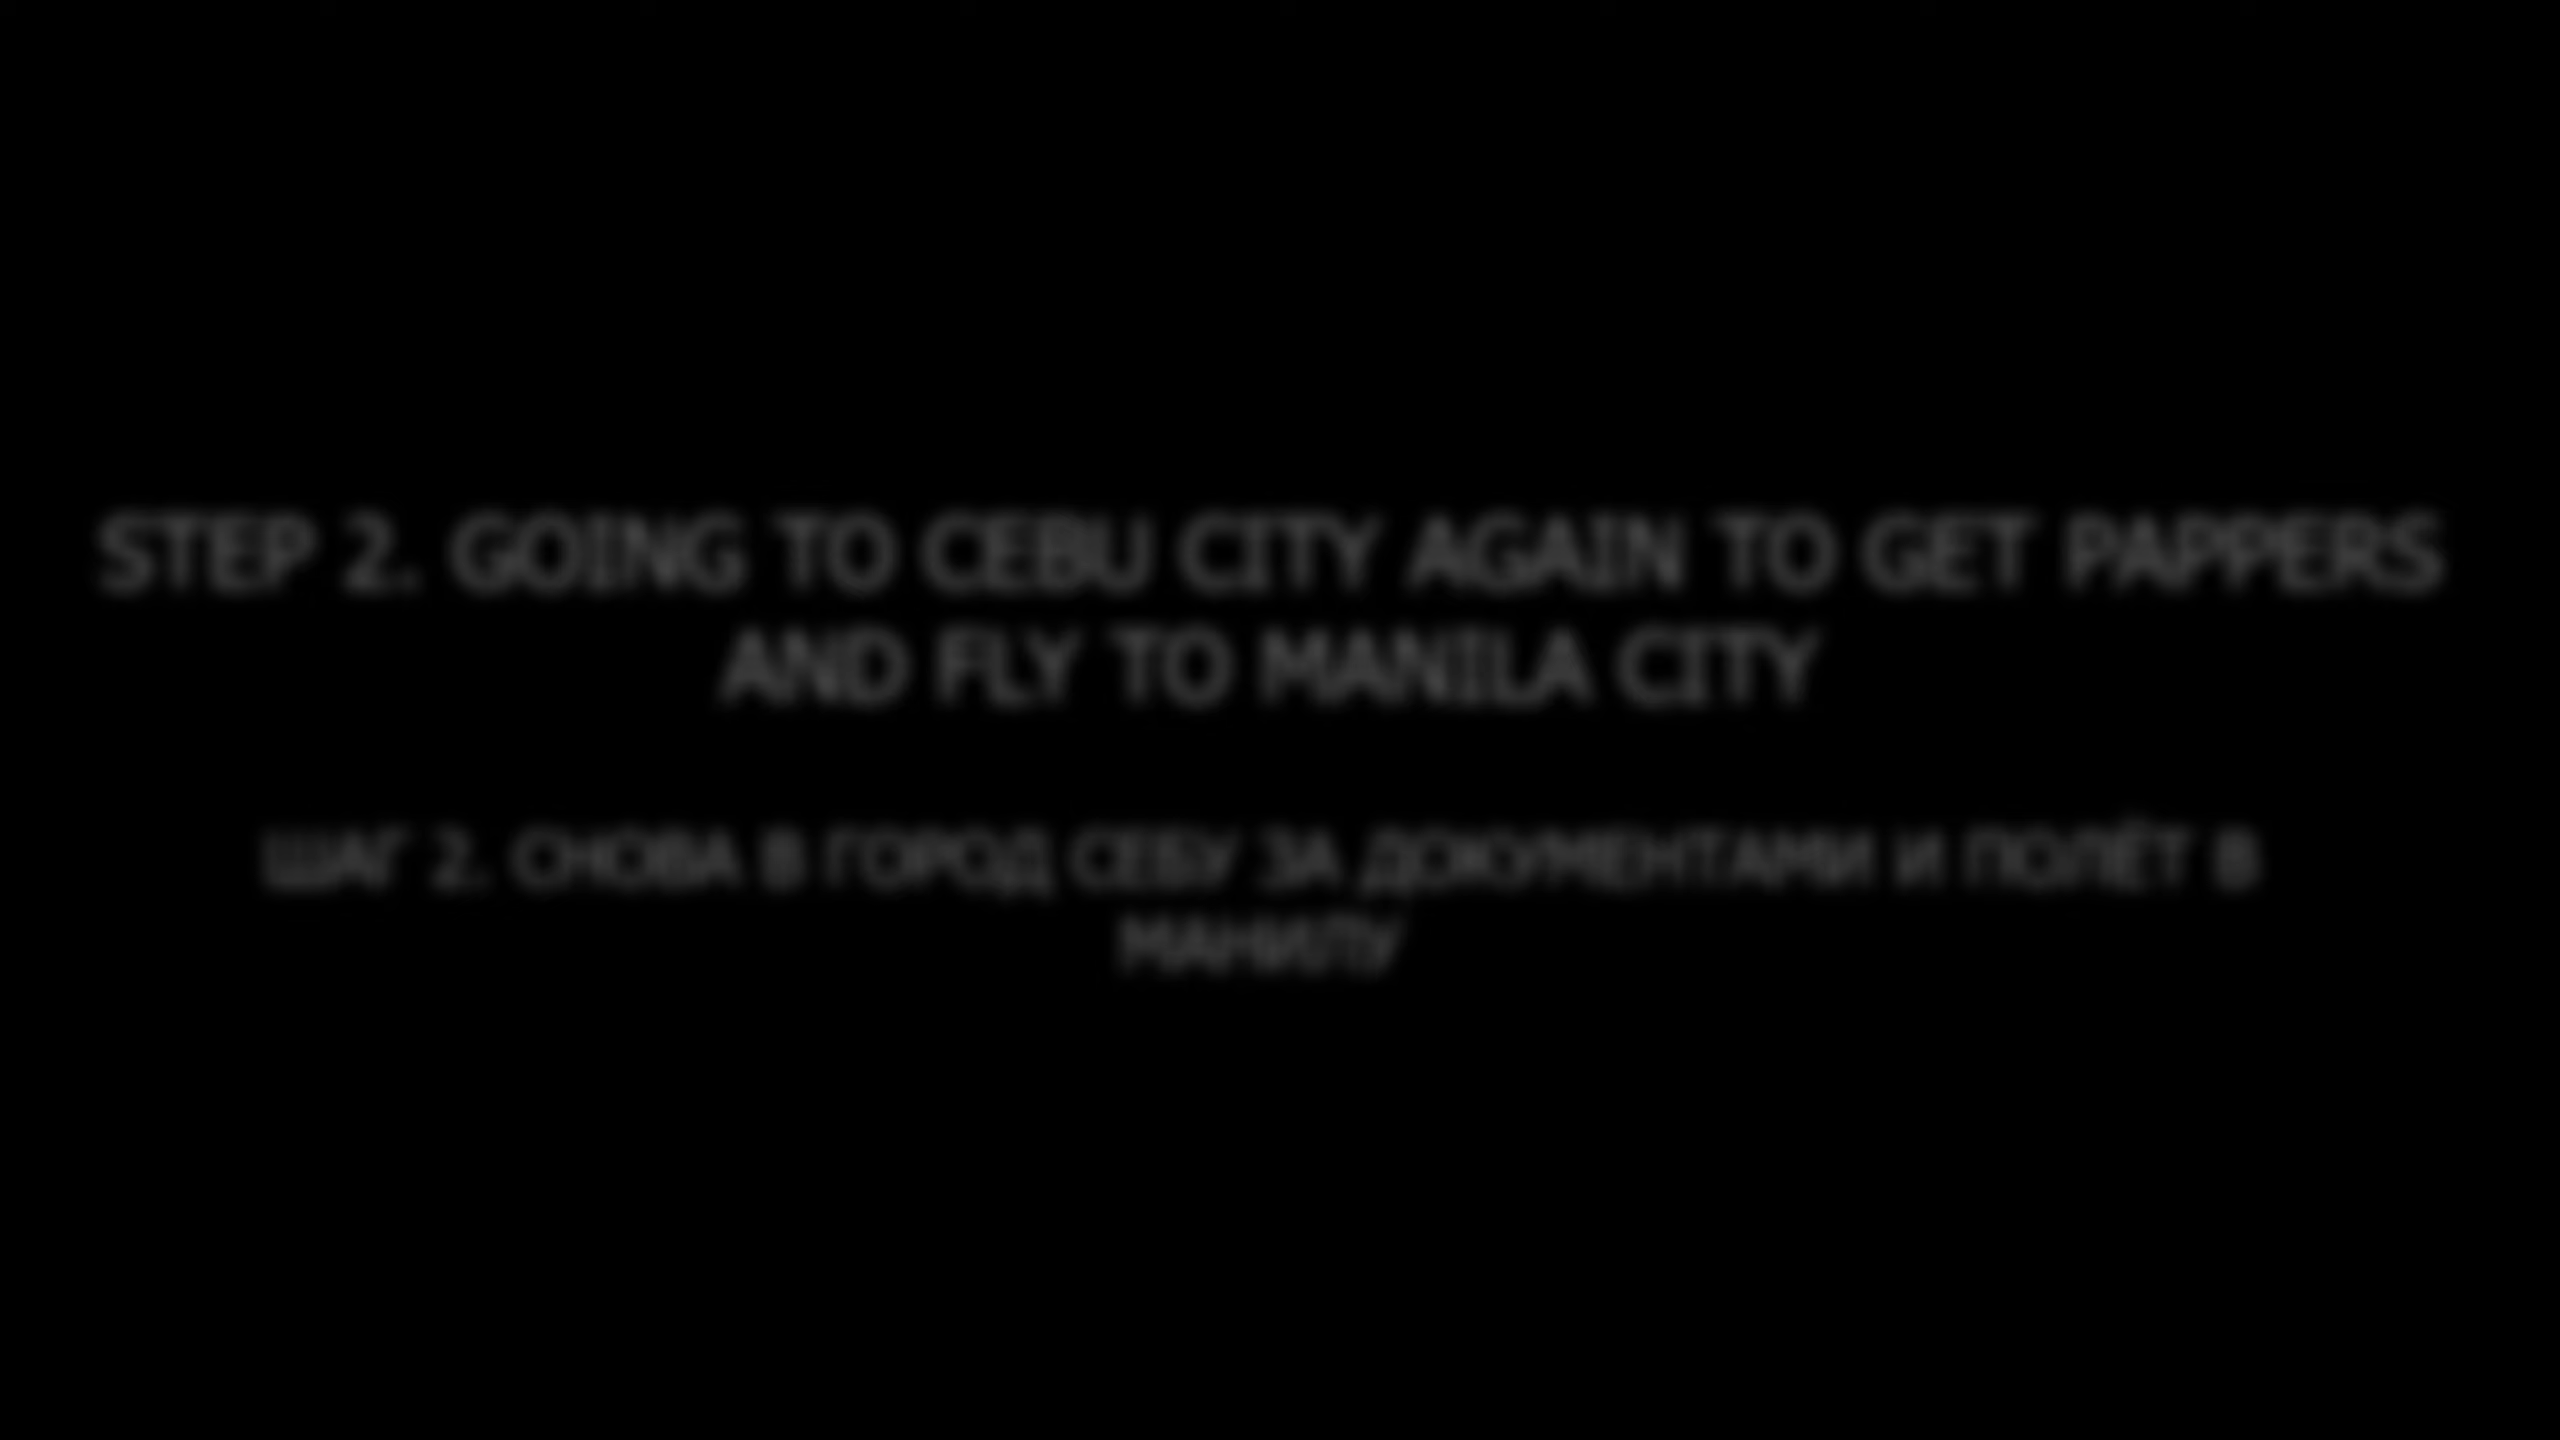 STEP 2. GOING TO CEBU CITY AGAIN TO GET PAPPERS
AND FLY TO MANILA CITY
ШАГ 2. СНОВА В ГОРОД СЕБУ ЗА ДОКУМЕНТАМИ И ПОЛЁТ В
МАНИЛУ